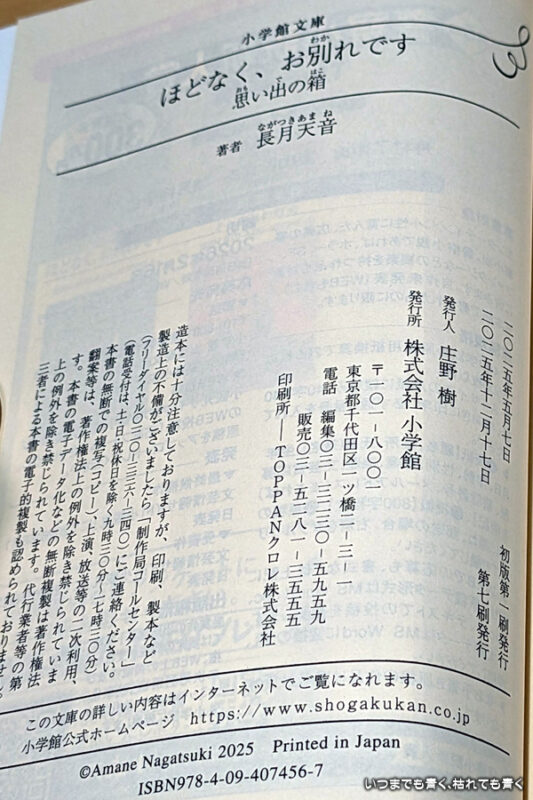 小学館文庫
ほどなく、お別れです
わか
思い出の箱
おも で はこ
著者 長月天音
ながつきあまね
二〇二五年五月七日 初版第一刷発行
二〇二五年十二月十七日 第七刷発行
発行人 庄野 樹
発行所 株式会社 小学館
〒一〇一-八〇〇一
東京都千代田区一ツ橋二-三-一
電話 編集〇三-三二三〇-五九五九
販売〇三-五二八一-三五五五
印刷所――TOPPANクロレ株式会社
造本には十分注意しておりますが、印刷、製本など
製造上の不備がございましたら「制作局コールセンター」
(フリーダイヤル〇一二〇-三三六-三四〇)にご連絡ください。
(電話受付は、土・日・祝休日を除く九時三〇分~一七時三〇分)
本書の無断での複写(コピー)、上演、放送等の二次利用、
翻案等は、著作権法上の例外を除き禁じられていま
す。本書の電子データ化などの無断複製は著作権法
上の例外を除き禁じられています。代行業者等の第
三者による本書の電子的複製も認められておりません。
この文庫の詳しい内容はインターネットでご覧になれます。
小学館公式ホームページ https://www.shogakukan.co.jp
©Amane Nagatsuki 2025 Printed in Japan
ISBN978-4-09-407456-7
いつまでも青く、枯れても青く